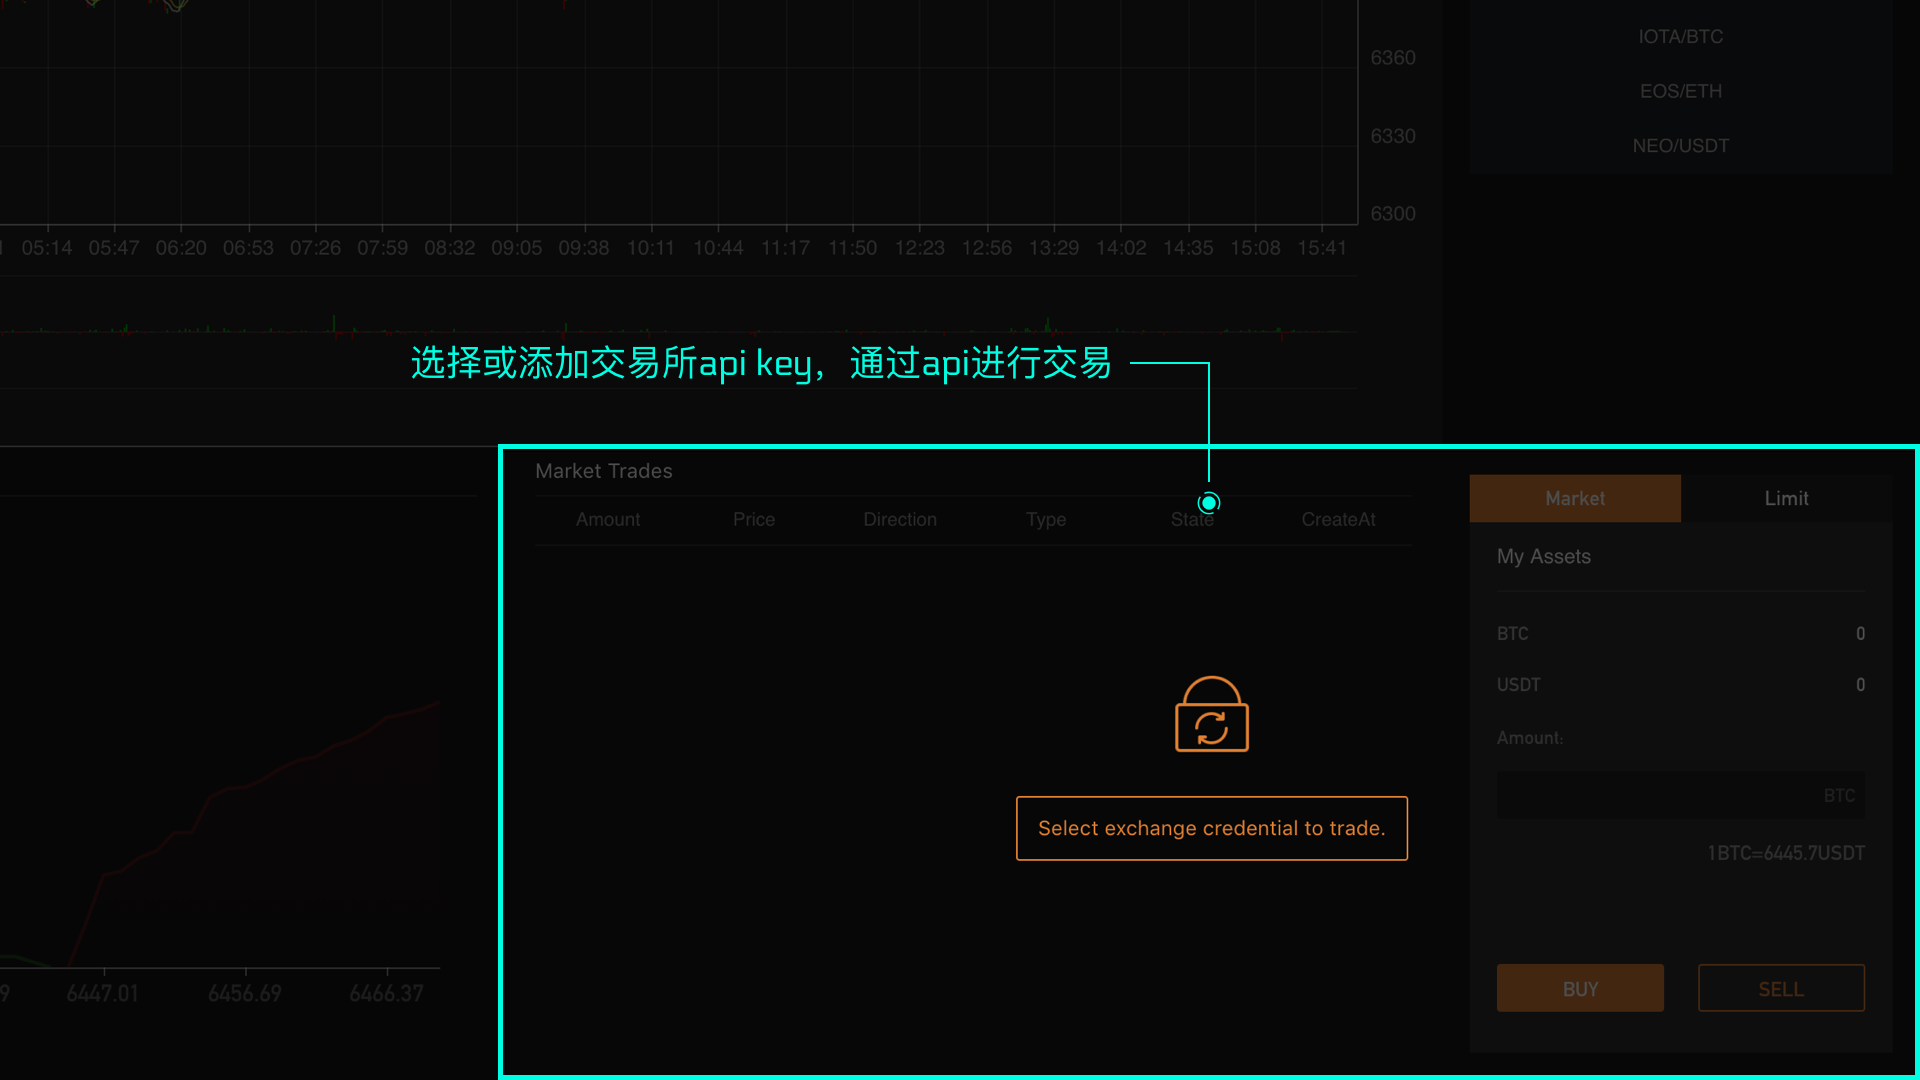 IOTA/BTC
EOS/ETH
NEO/USDT
6360
6330
6300
05:14 05:47 06:20 06:53 07:26 07:59 08:32 09:05 09:38 10:11 10:44 11:17 11:50 12:23 12:56 13:29 14:02 14:35 15:08 15:41
选择或添加交易所api key，通过api进行交易
Market Trades
Amount Price Direction Type State CreateAt
Select exchange credential to trade.
Market Limit
My Assets
BTC 0
USDT 0
Amount:
BTC
1BTC=6445.7USDT
BUY SELL
6447.01 6456.69 6466.37